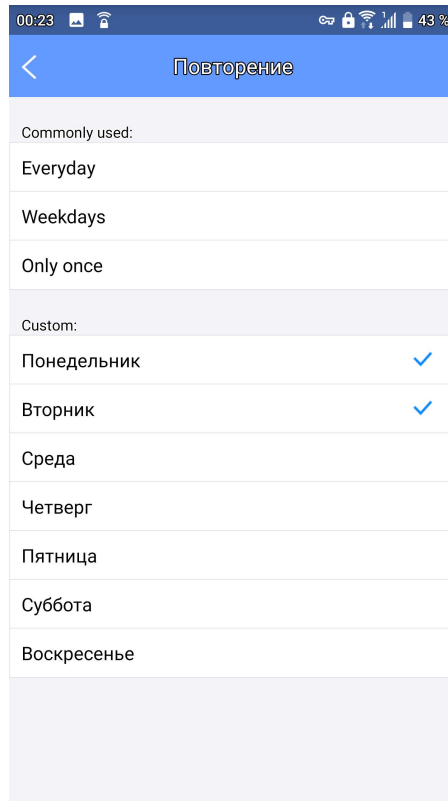 00:23 43 %
Повторение
Commonly used:
Everyday
Weekdays
Only once
Custom:
Понедельник
Вторник
Среда
Четверг
Пятница
Суббота
Воскресенье